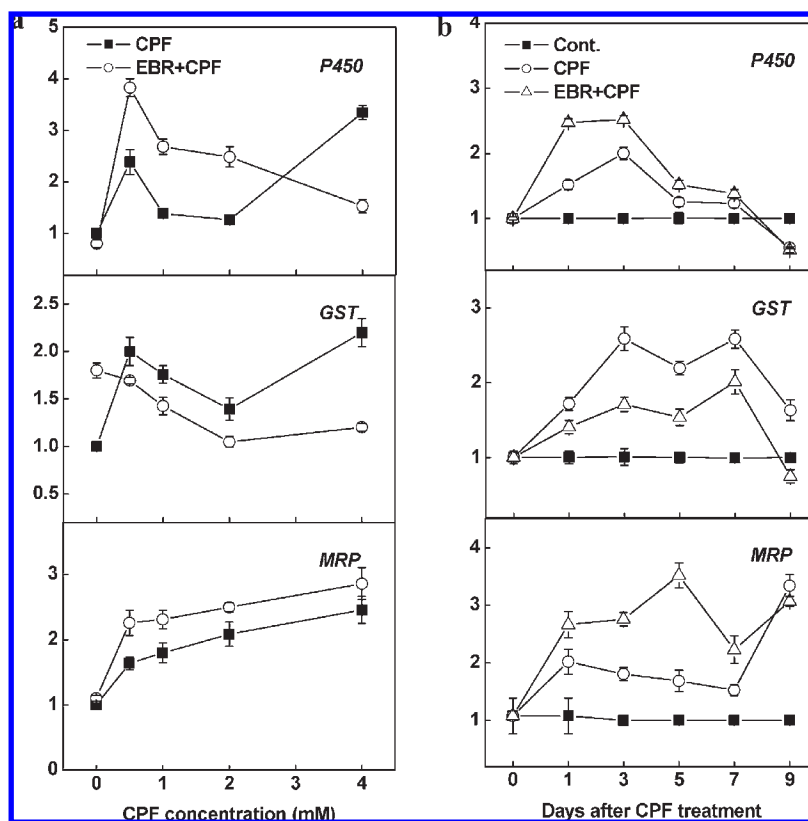 a
CPF
EBR+CPF
P450
5
4
3
2
1
GST
2.5
2.0
1.5
1.0
0.5
MRP
3
2
1
0
0 1 2 3 4
CPF concentration (mM)
b
Cont.
CPF
EBR+CPF
P450
4
3
2
1
GST
3
2
1
MRP
4
3
2
1
0 1 3 5 7 9
Days after CPF treatment